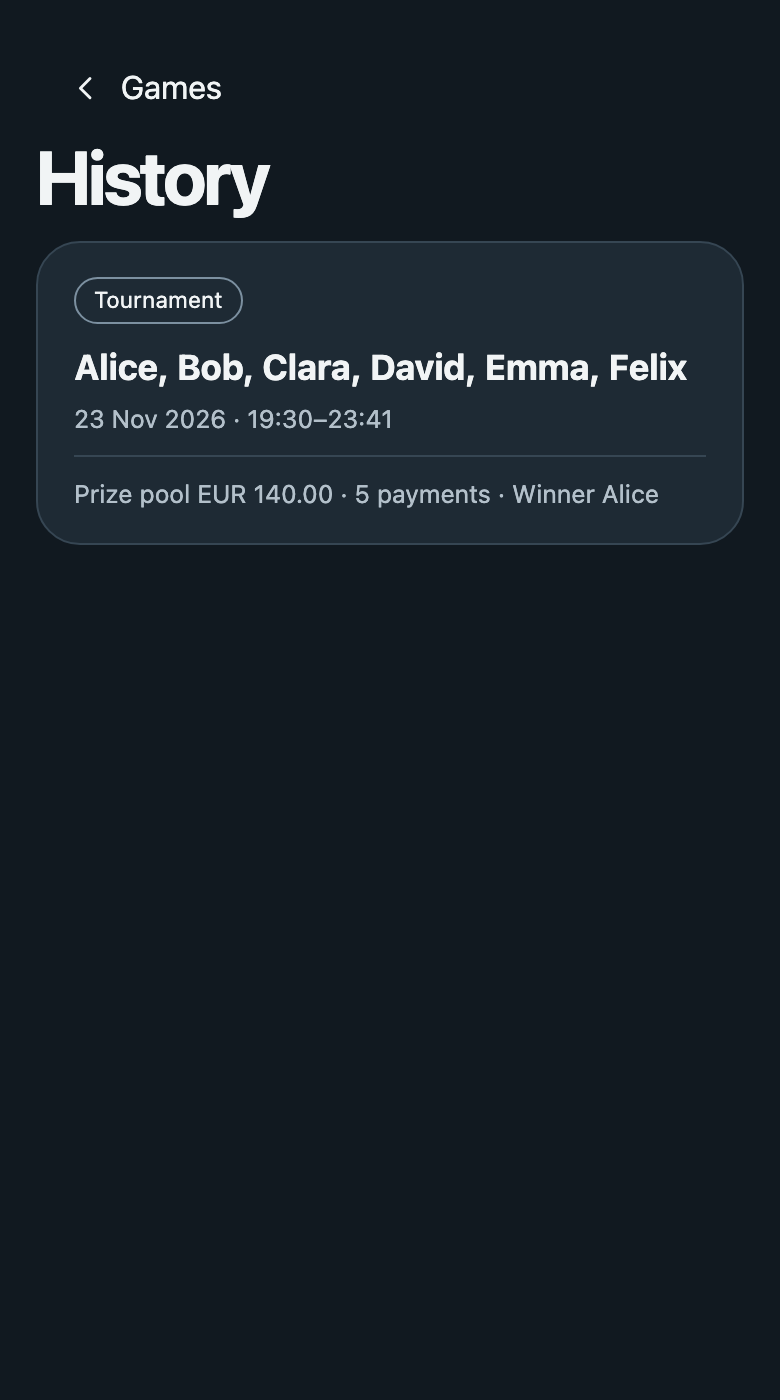 Games
History
Tournament
Alice, Bob, Clara, David, Emma, Felix
23 Nov 2026 · 19:30–23:41
Prize pool EUR 140.00 · 5 payments · Winner Alice